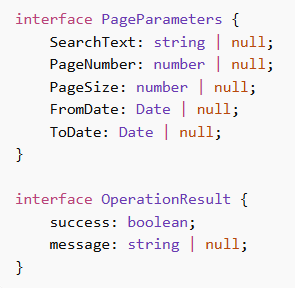 interface PageParameters {
    SearchText: string | null;
    PageNumber: number | null;
    PageSize: number | null;
    FromDate: Date | null;
    ToDate: Date | null;
}

interface OperationResult {
    success: boolean;
    message: string | null;
}